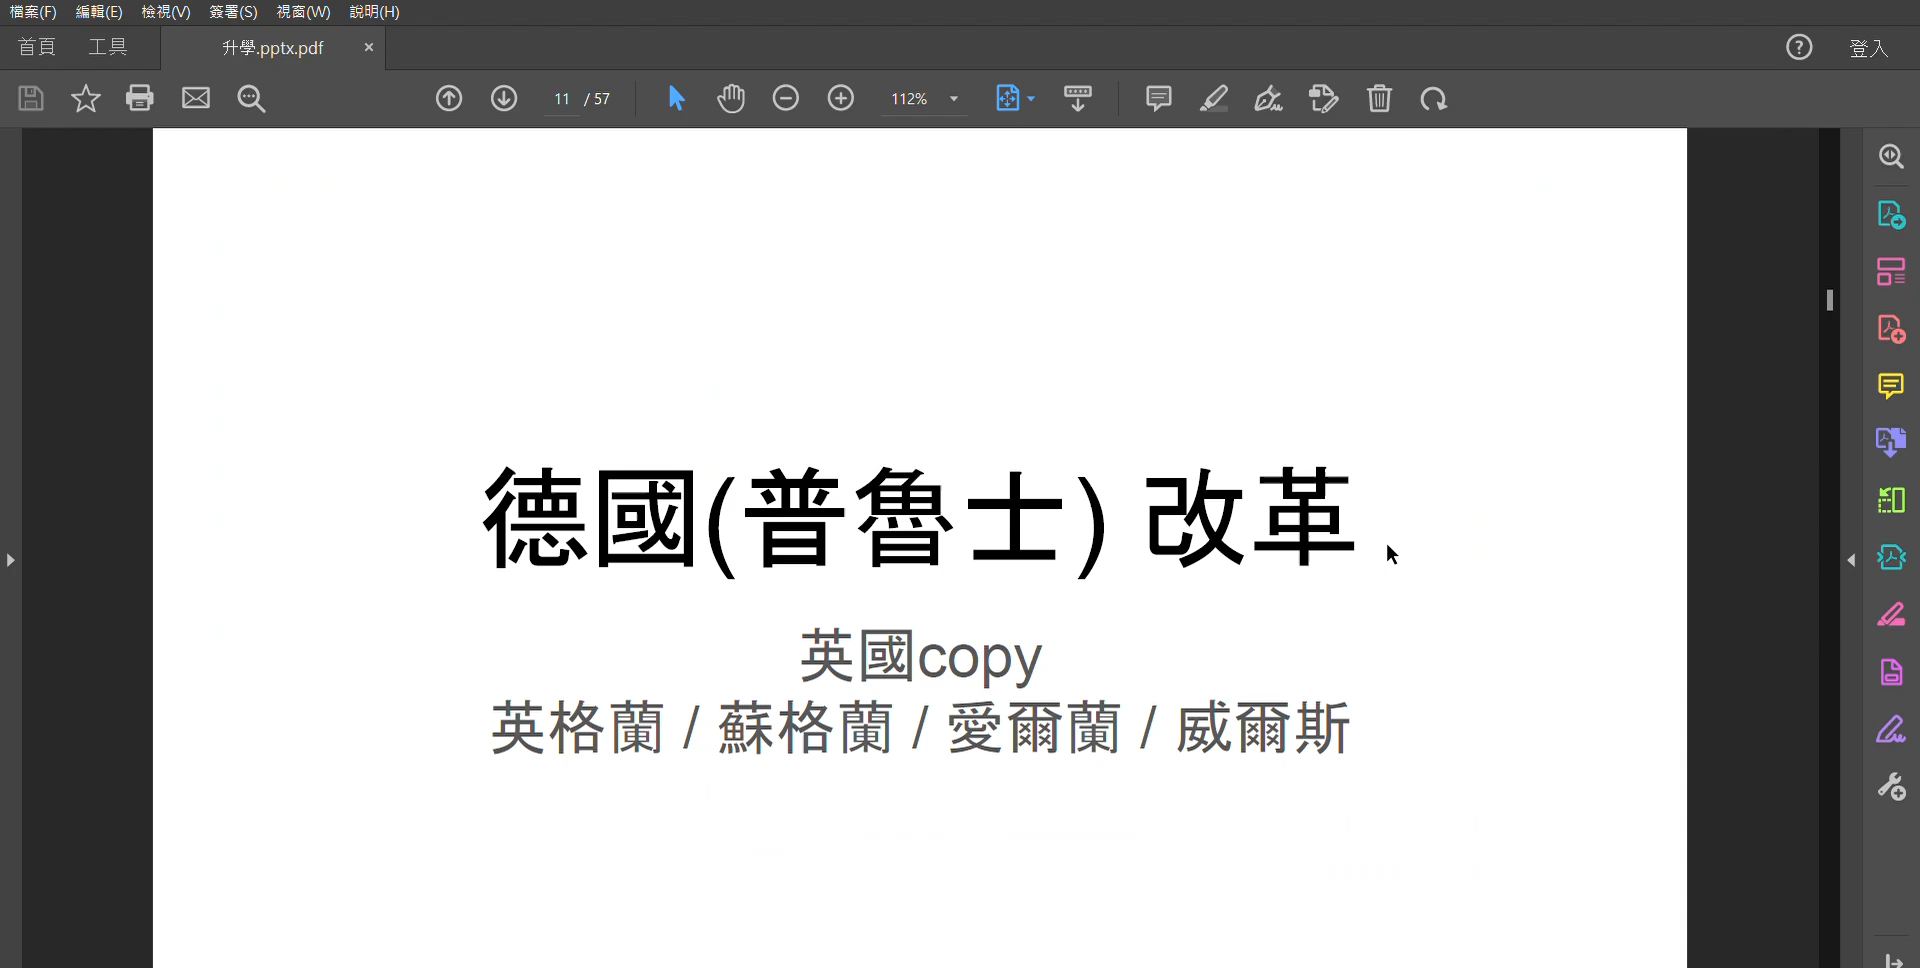 檔案(F) 編輯(E) 檢視(V) 簽署(S) 視窗(W) 說明(H)
首頁 工具 升學.pptx.pdf × ? 登入
11 / 57 112%
德國(普魯士) 改革
英國copy
英格蘭 / 蘇格蘭 / 愛爾蘭 / 威爾斯